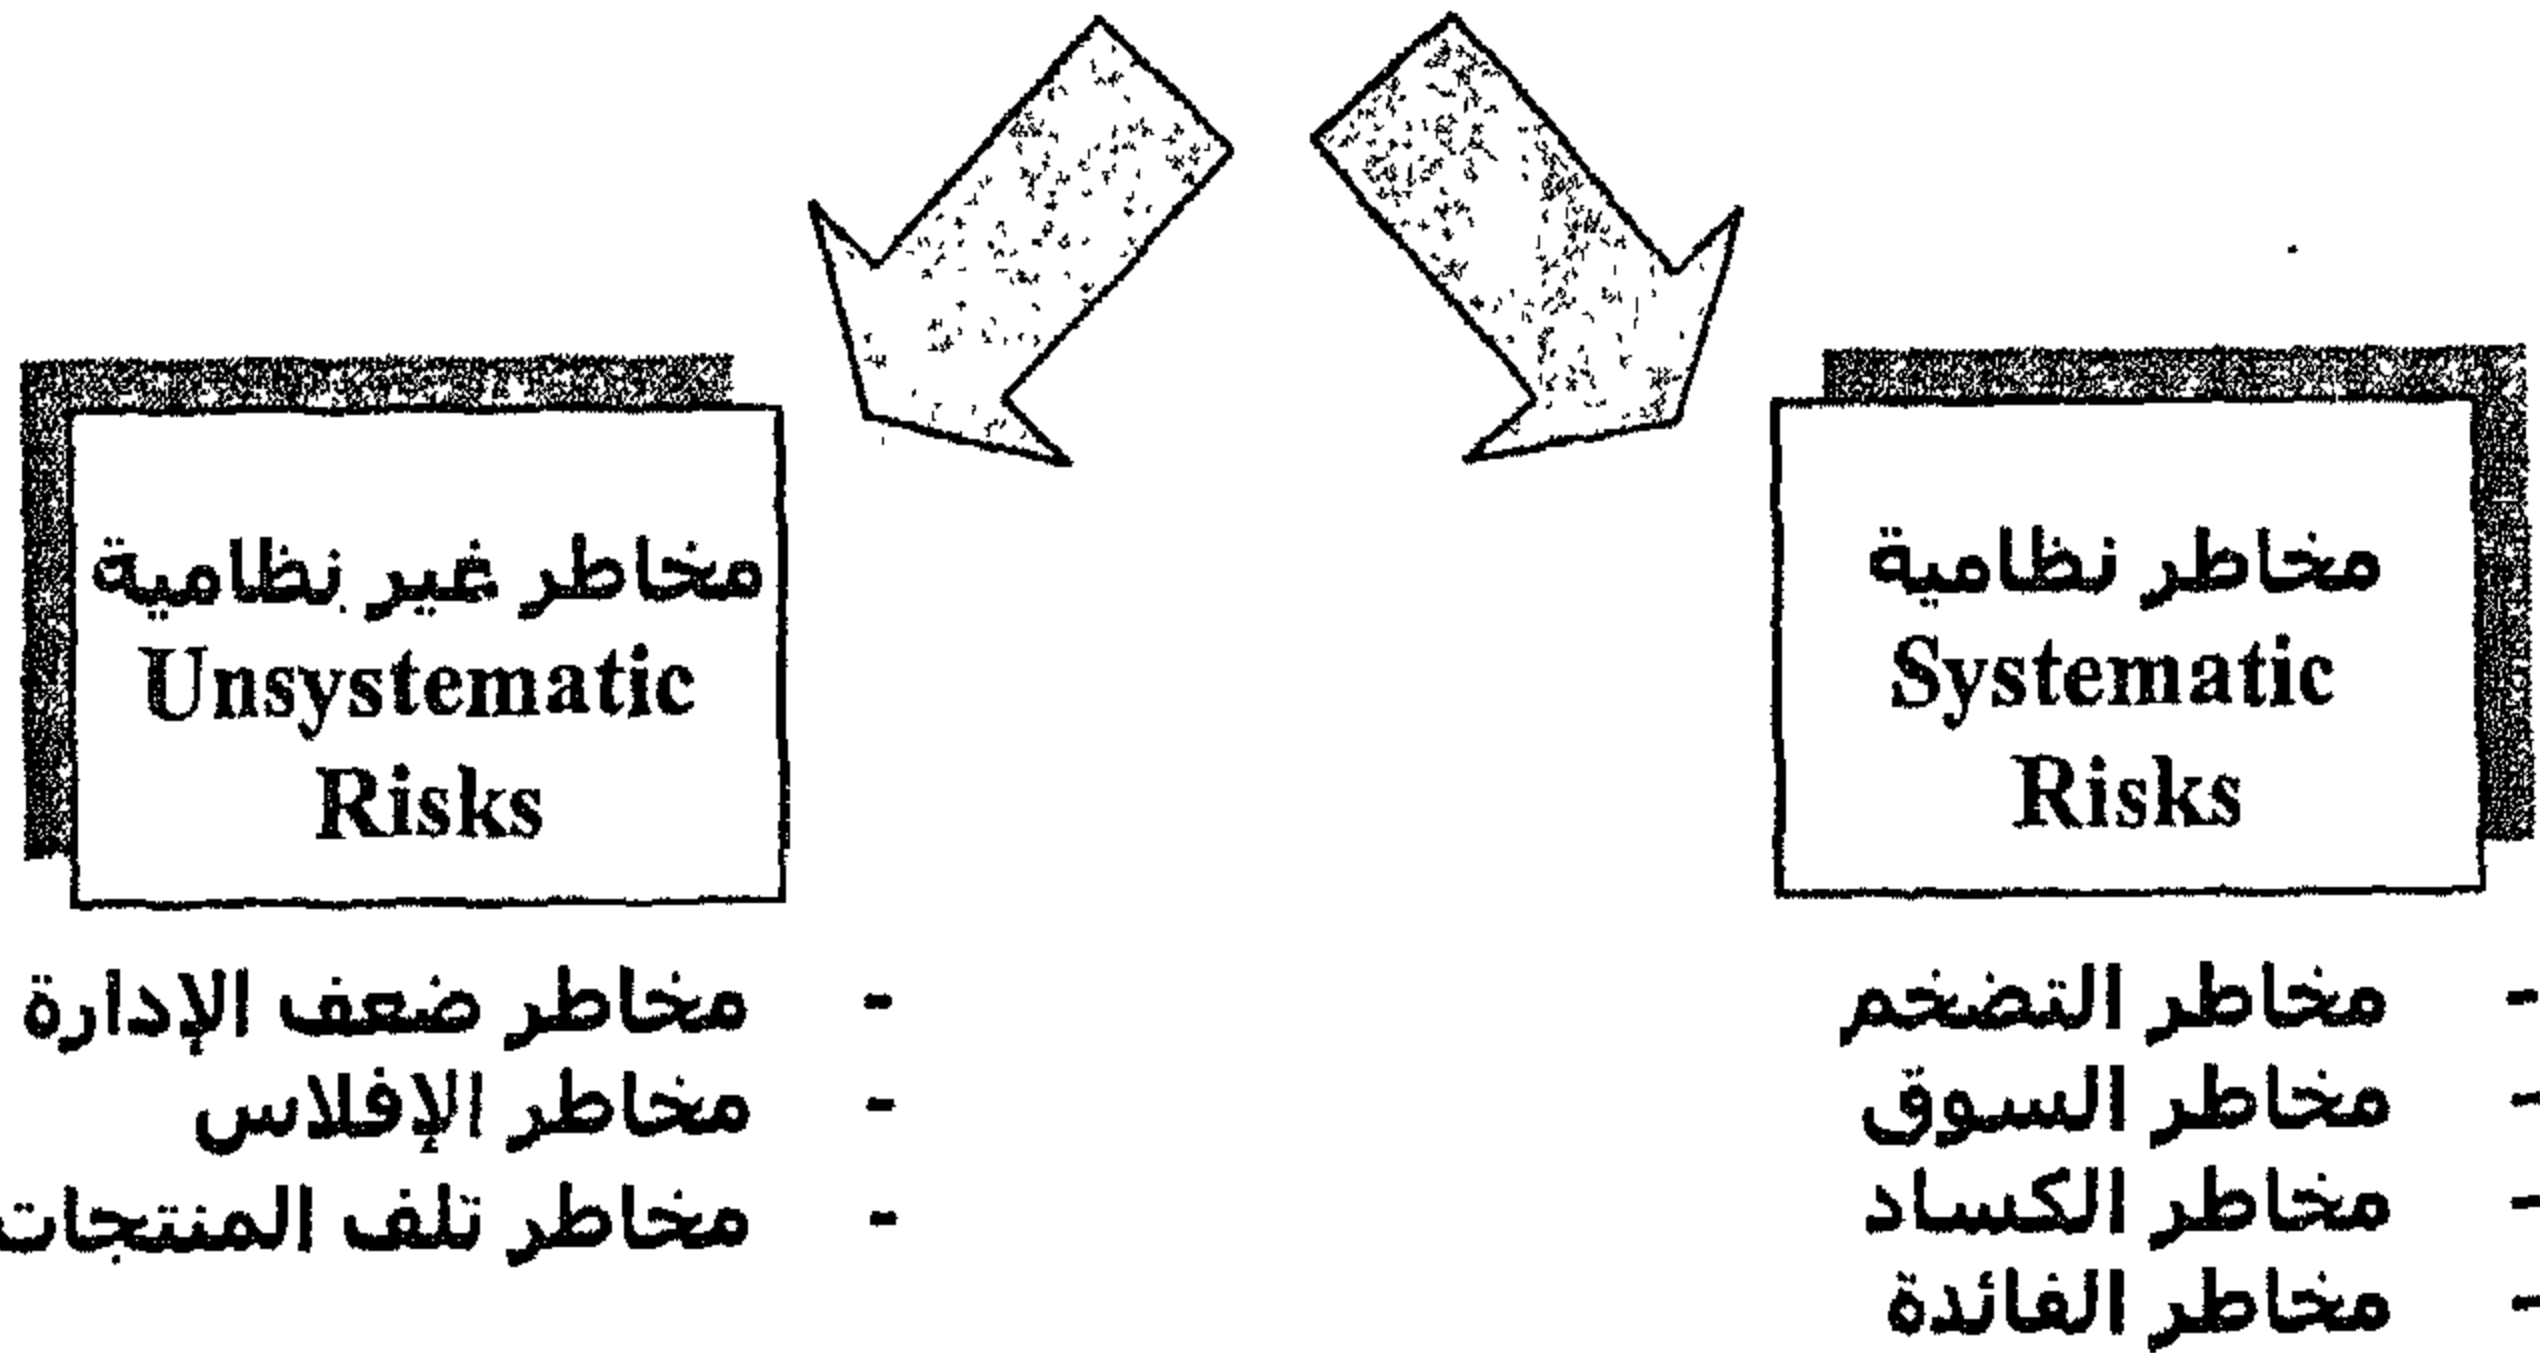 مخاطر نظامية
Systematic
Risks
- مخاطر التضخم
- مخاطر السوق
- مخاطر الكساد
- مخاطر الفائدة
مخاطر غير نظامية
Unsystematic
Risks
- مخاطر ضعف الإدارة
- مخاطر الإفلاس
- مخاطر تلف المنتجات